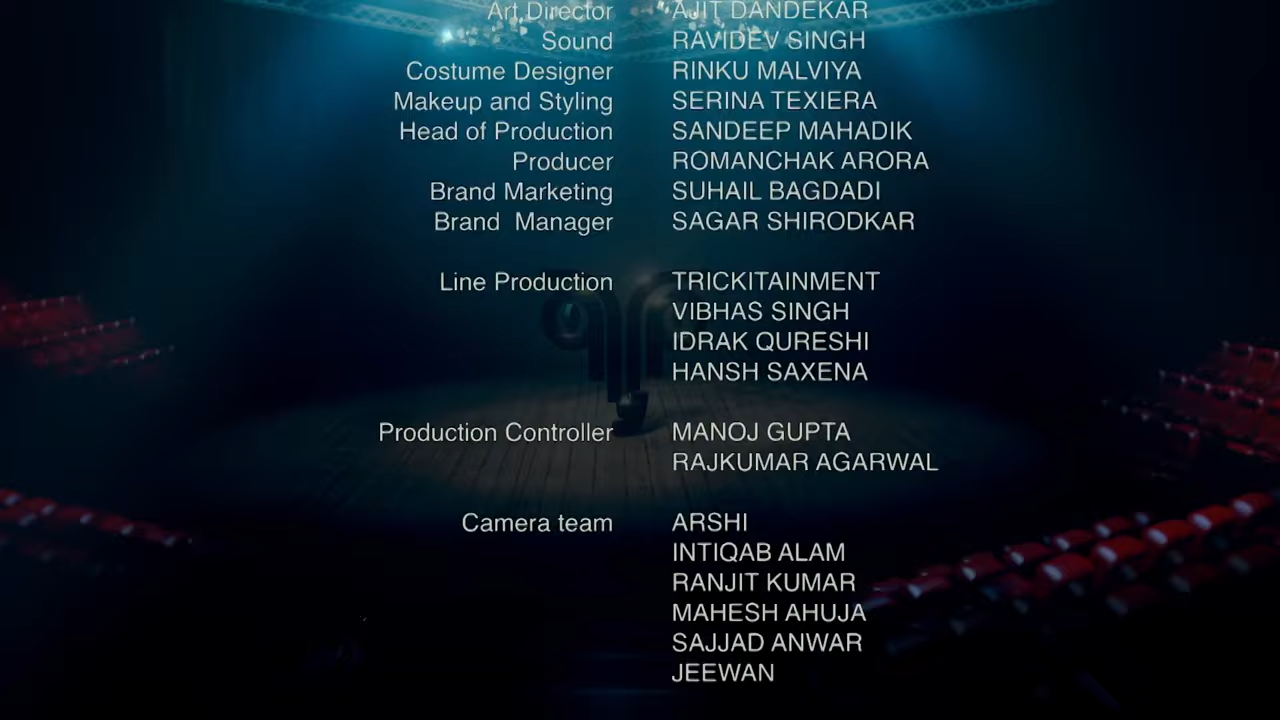 Art Director AJIT DANDEKAR
Sound RAVIDEV SINGH
Costume Designer RINKU MALVIYA
Makeup and Styling SERINA TEXIERA
Head of Production SANDEEP MAHADIK
Producer ROMANCHAK ARORA
Brand Marketing SUHAIL BAGDADI
Brand Manager SAGAR SHIRODKAR
Line Production TRICKITAINMENT
VIBHAS SINGH
IDRAK QURESHI
HANSH SAXENA
Production Controller MANOJ GUPTA
RAJKUMAR AGARWAL
Camera team ARSHI
INTIQAB ALAM
RANJIT KUMAR
MAHESH AHUJA
SAJJAD ANWAR
JEEWAN